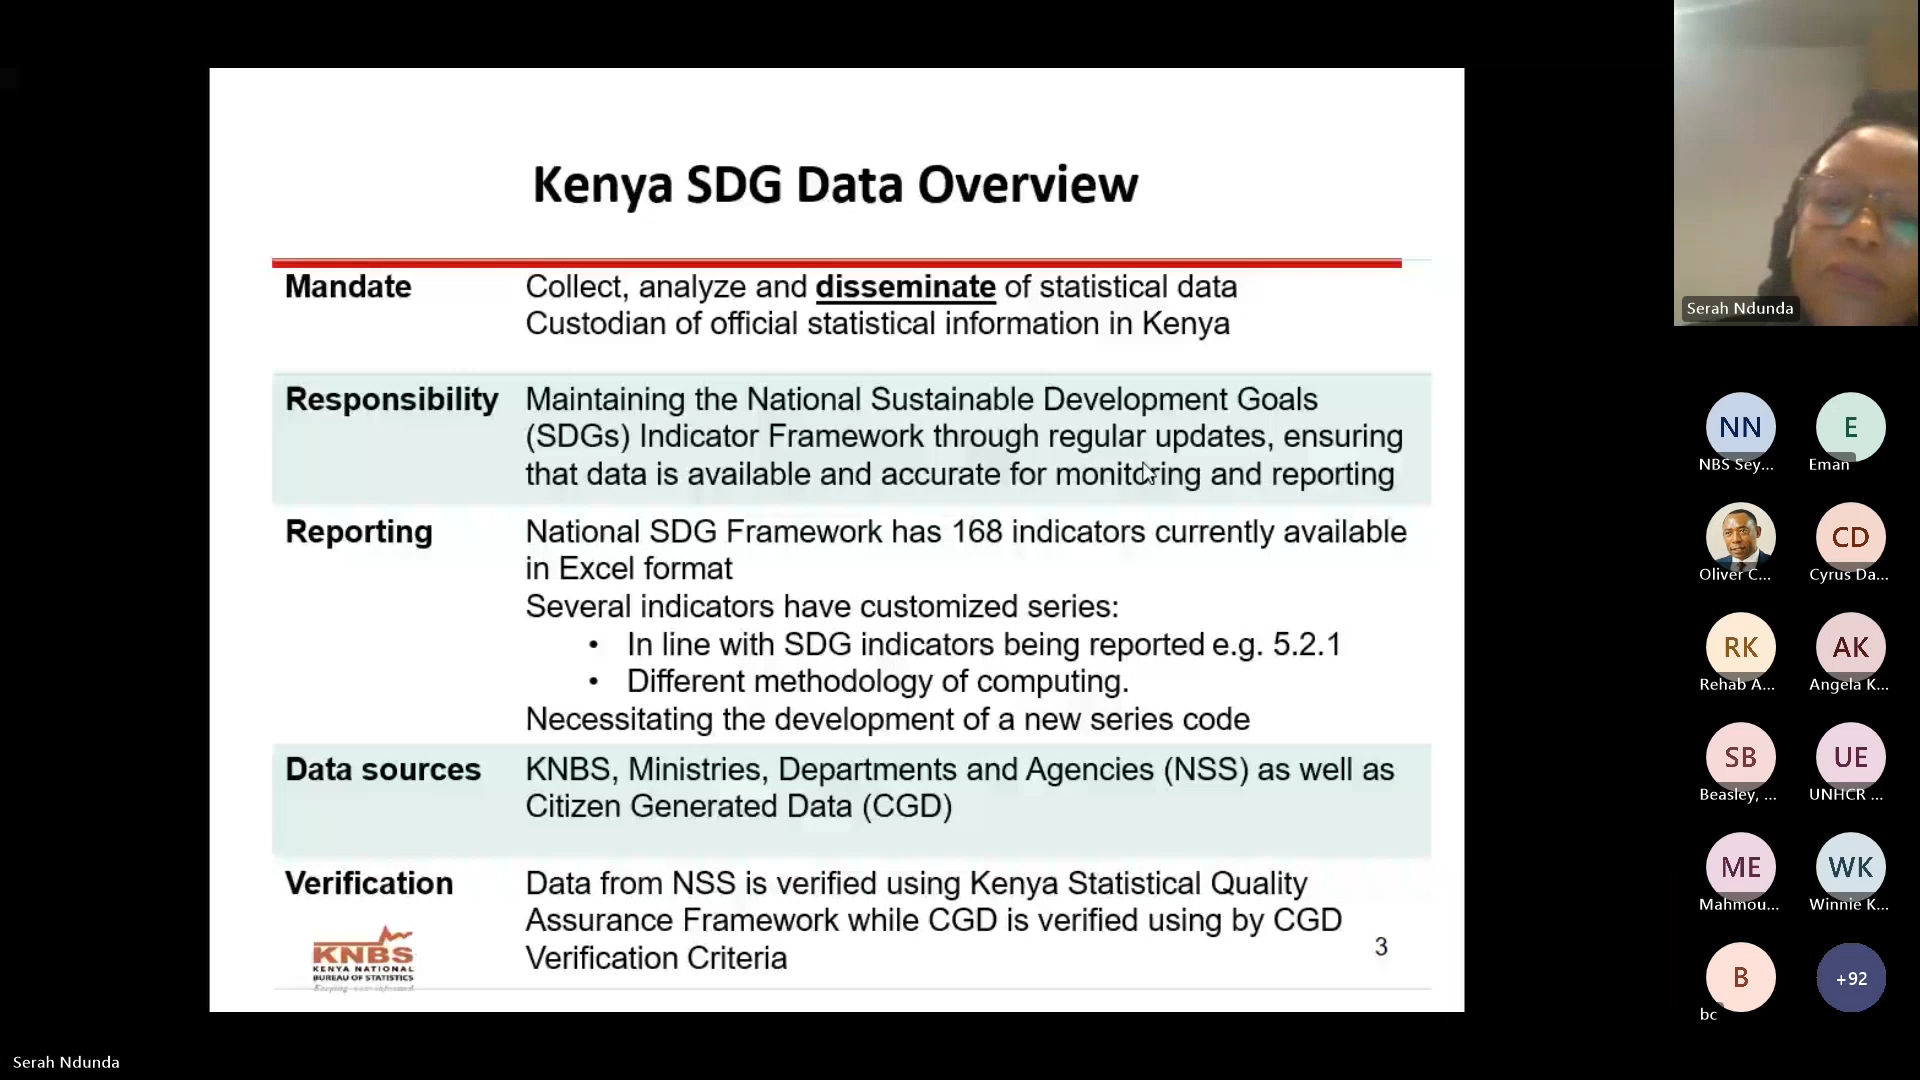 Kenya SDG Data Overview
Mandate
Collect, analyze and disseminate of statistical data
Custodian of official statistical information in Kenya
Responsibility
Maintaining the National Sustainable Development Goals
(SDGs) Indicator Framework through regular updates, ensuring
that data is available and accurate for monitoring and reporting
Reporting
National SDG Framework has 168 indicators currently available
in Excel format
Several indicators have customized series:
• In line with SDG indicators being reported e.g. 5.2.1
• Different methodology of computing.
Necessitating the development of a new series code
Data sources
KNBS, Ministries, Departments and Agencies (NSS) as well as
Citizen Generated Data (CGD)
Verification
Data from NSS is verified using Kenya Statistical Quality
Assurance Framework while CGD is verified using by CGD
Verification Criteria
KNBS
KENYA NATIONAL
BUREAU OF STATISTICS
Keeping you informed
3
Serah Ndunda
NN
NBS Sey...
E
Eman
Oliver C...
CD
Cyrus Da...
RK
Rehab A...
AK
Angela K...
SB
Beasley, ...
UE
UNHCR ...
ME
Mahmou...
WK
Winnie K...
B
bc
+92
Serah Ndunda